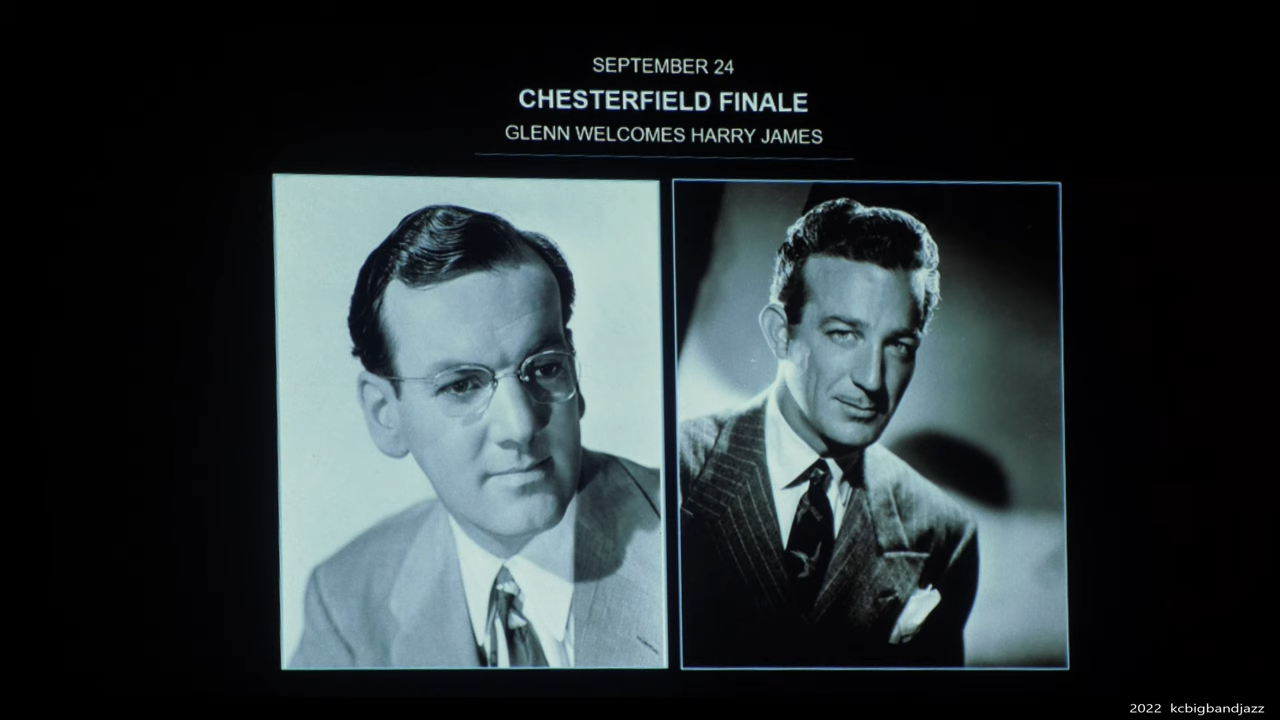 SEPTEMBER 24
CHESTERFIELD FINALE
GLENN WELCOMES HARRY JAMES
2022 kcbigbandjazz